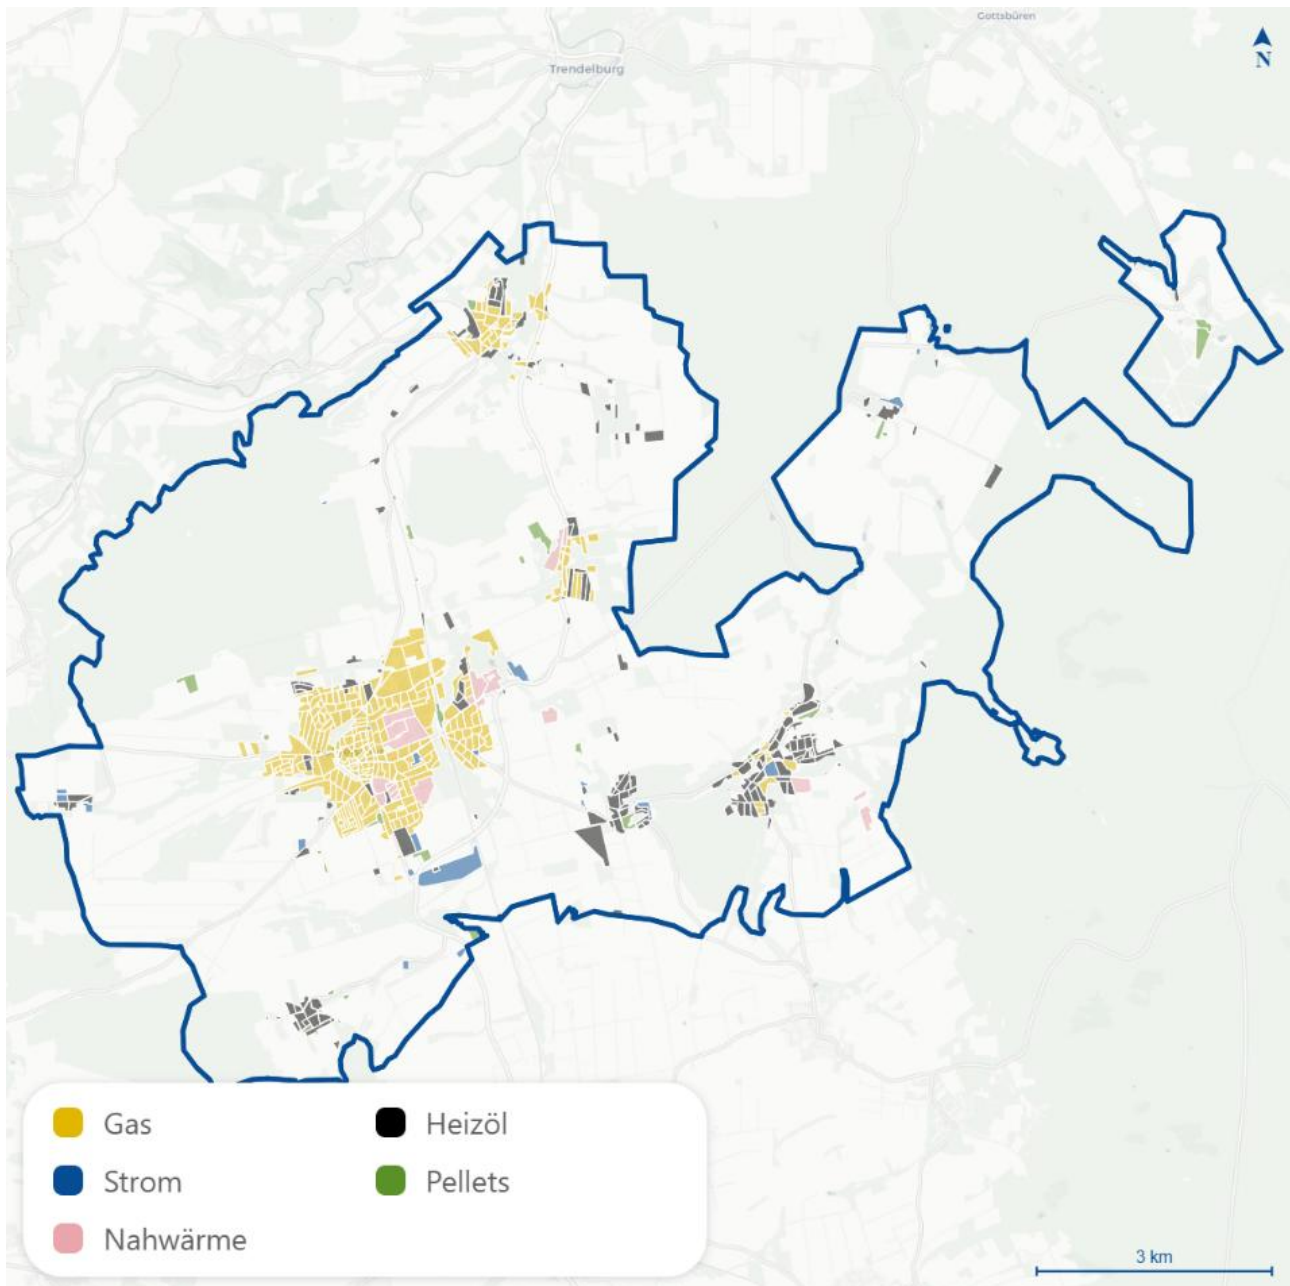 Gottsbüren
Trendelburg
N
Gas
Heizöl
Strom
Pellets
Nahwärme
3 km